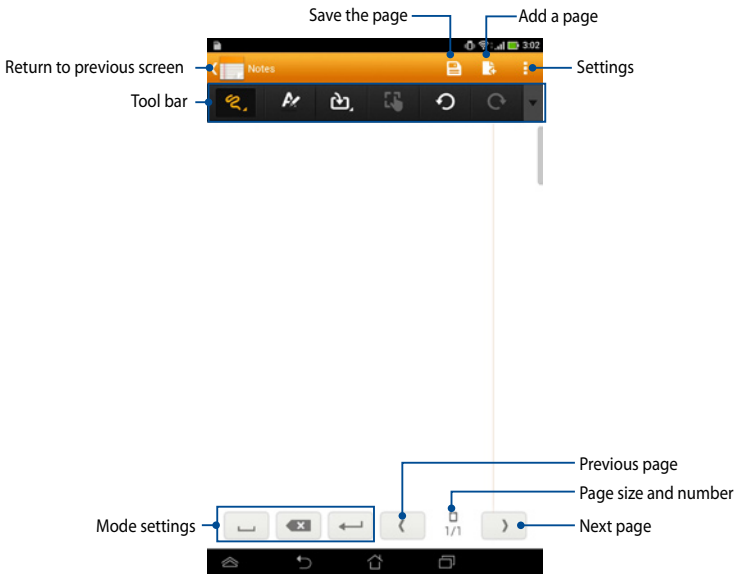 Save the page
Add a page
3:02
Return to previous screen
Notes
Settings
Tool bar
Previous page
Page size and number
Mode settings
1/1
Next page